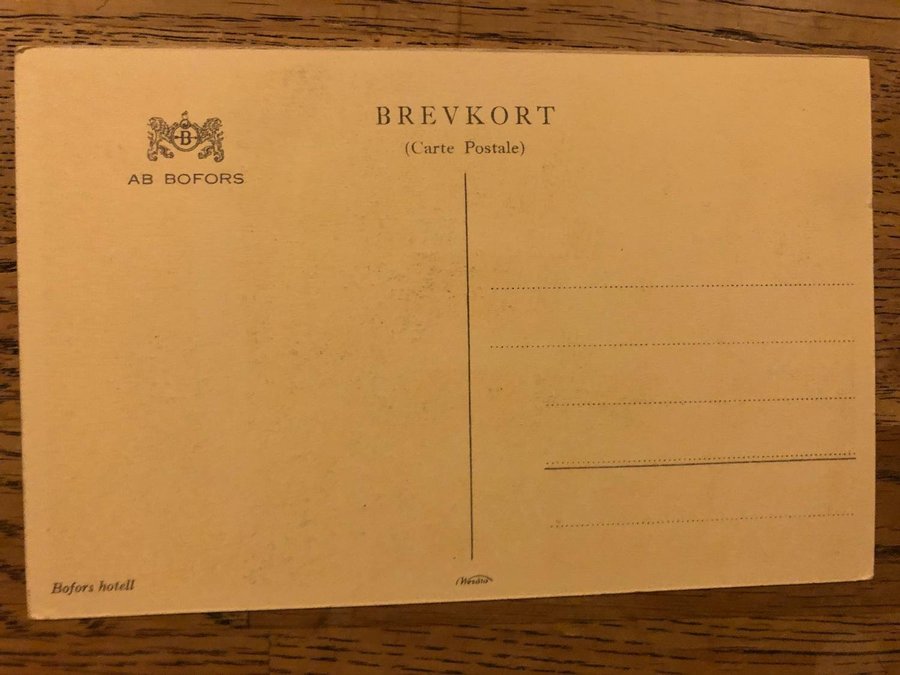 BREVKORT
(Carte Postale)
B
AB BOFORS
Bofors hotell